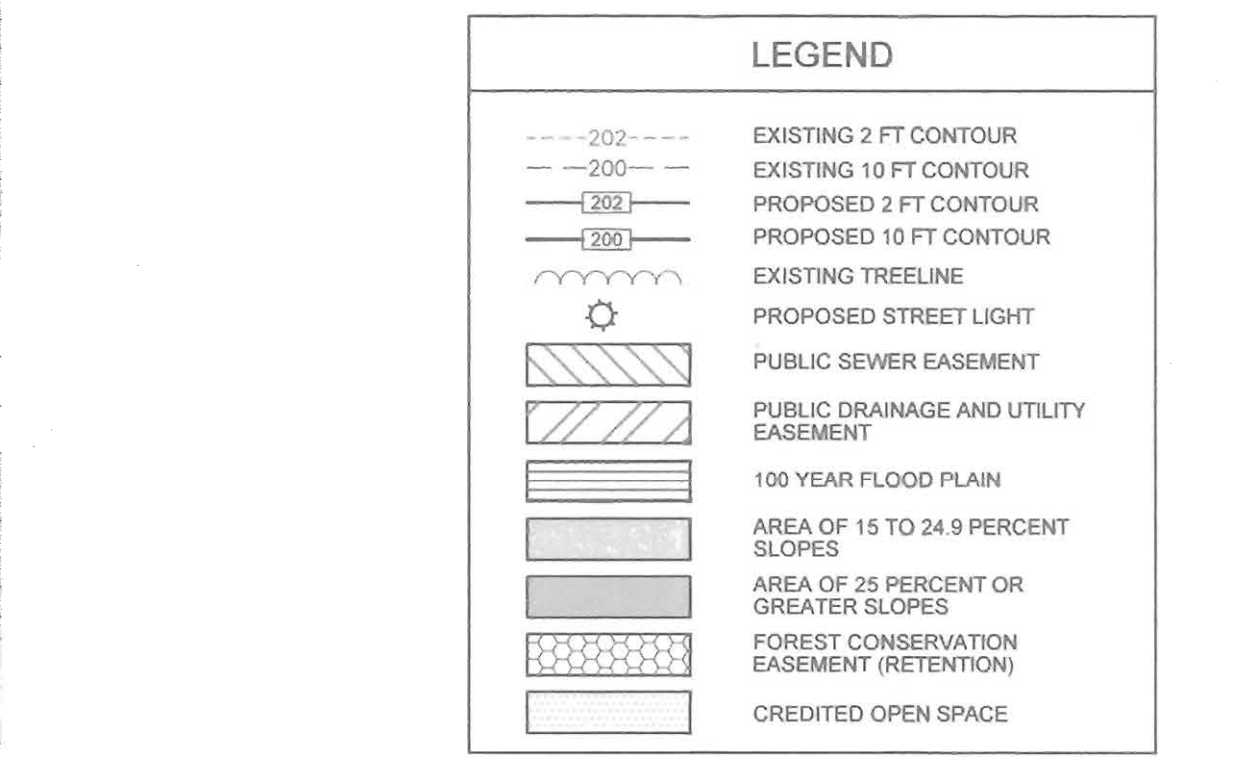 LEGEND
202 EXISTING 2 FT CONTOUR
200 EXISTING 10 FT CONTOUR
202 PROPOSED 2 FT CONTOUR
200 PROPOSED 10 FT CONTOUR
EXISTING TREELINE
PROPOSED STREET LIGHT
PUBLIC SEWER EASEMENT
PUBLIC DRAINAGE AND UTILITY
EASEMENT
100 YEAR FLOOD PLAIN
AREA OF 15 TO 24.9 PERCENT
SLOPES
AREA OF 25 PERCENT OR
GREATER SLOPES
FOREST CONSERVATION
EASEMENT (RETENTION)
CREDITED OPEN SPACE